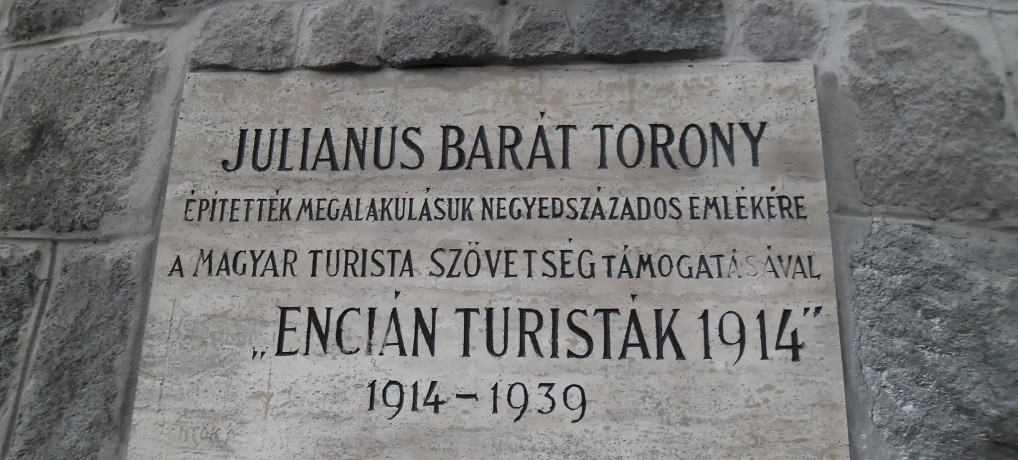 JULIANUS BARÁT TORONY
ÉPÍTETTÉK MEGALAKULÁSUK NEGYEDSZÁZADOS EMLÉKÉRE
A MAGYAR TURISTA SZÖVETSÉG TÁMOGATÁSÁVAL
„ENCIÁN TURISTÁK 1914”
1914-1939